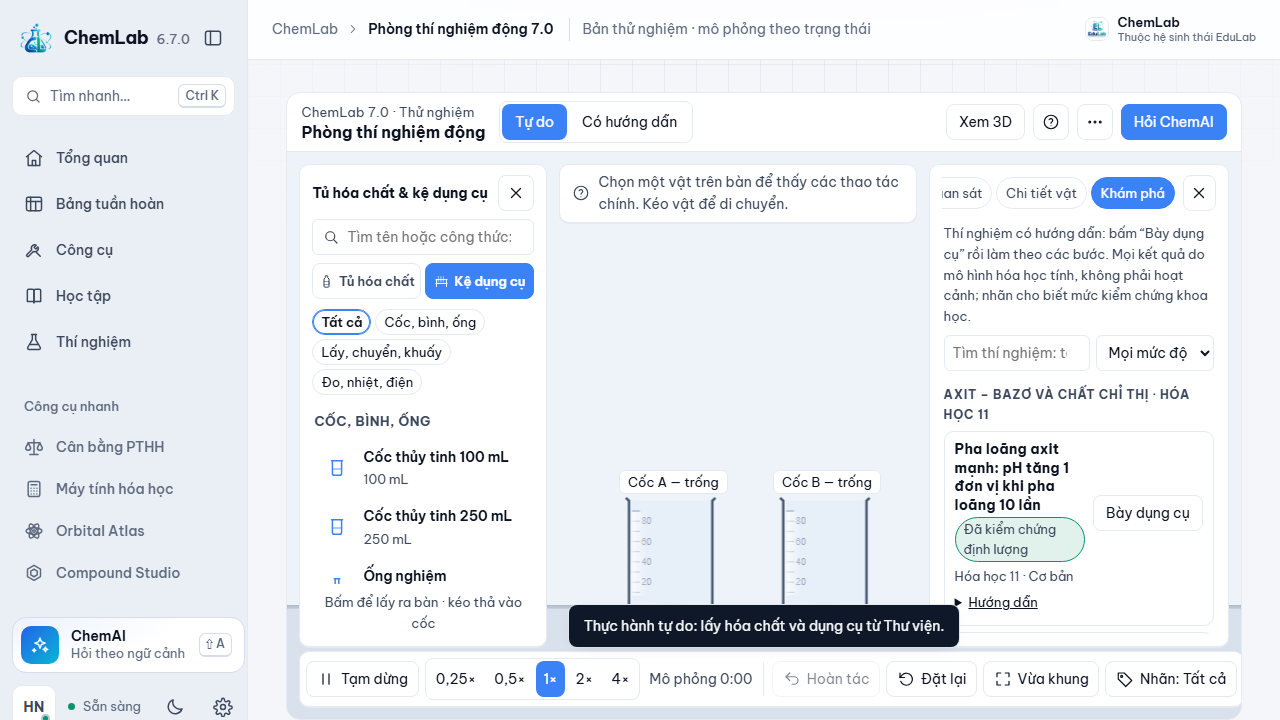 ChemLab 6.7.0
Tìm nhanh... Ctrl K
Tổng quan
Bảng tuần hoàn
Công cụ
Học tập
Thí nghiệm
Công cụ nhanh
Cân bằng PTHH
Máy tính hóa học
Orbital Atlas
Compound Studio
ChemAI
Hỏi theo ngữ cảnh
⇧A
HN
Sẵn sàng
ChemLab > Phòng thí nghiệm động 7.0
Bản thử nghiệm · mô phỏng theo trạng thái
ChemLab
Thuộc hệ sinh thái EduLab
ChemLab 7.0 · Thử nghiệm
Phòng thí nghiệm động
Tự do
Có hướng dẫn
Xem 3D
Hỏi ChemAI
Tủ hóa chất & kệ dụng cụ
Tìm tên hoặc công thức:
Tủ hóa chất
Kệ dụng cụ
Tất cả
Cốc, bình, ống
Lấy, chuyển, khuấy
Đo, nhiệt, điện
CỐC, BÌNH, ỐNG
Cốc thủy tinh 100 mL
100 mL
Cốc thủy tinh 250 mL
250 mL
Ống nghiệm
Bấm để lấy ra bàn · kéo thả vào
cốc
Chọn một vật trên bàn để thấy các thao tác
chính. Kéo vật để di chuyển.
Cốc A — trống
80
60
40
20
Cốc B — trống
80
60
40
20
Thực hành tự do: lấy hóa chất và dụng cụ từ Thư viện.
sát
Chi tiết vật
Khám phá
Thí nghiệm có hướng dẫn: bấm “Bày dụng
cụ” rồi làm theo các bước. Mọi kết quả do
mô hình hóa học tính, không phải hoạt
cảnh; nhãn cho biết mức kiểm chứng khoa
học.
Tìm thí nghiệm:
Mọi mức độ
AXIT – BAZƠ VÀ CHẤT CHỈ THỊ · HÓA
HỌC 11
Pha loãng axit
mạnh: pH tăng 1
đơn vị khi pha
loãng 10 lần
Đã kiểm chứng
định lượng
Bày dụng cụ
Hóa học 11 · Cơ bản
Hướng dẫn
Tạm dừng
0,25×
0,5×
1×
2×
4×
Mô phỏng 0:00
Hoàn tác
Đặt lại
Vừa khung
Nhãn: Tất cả